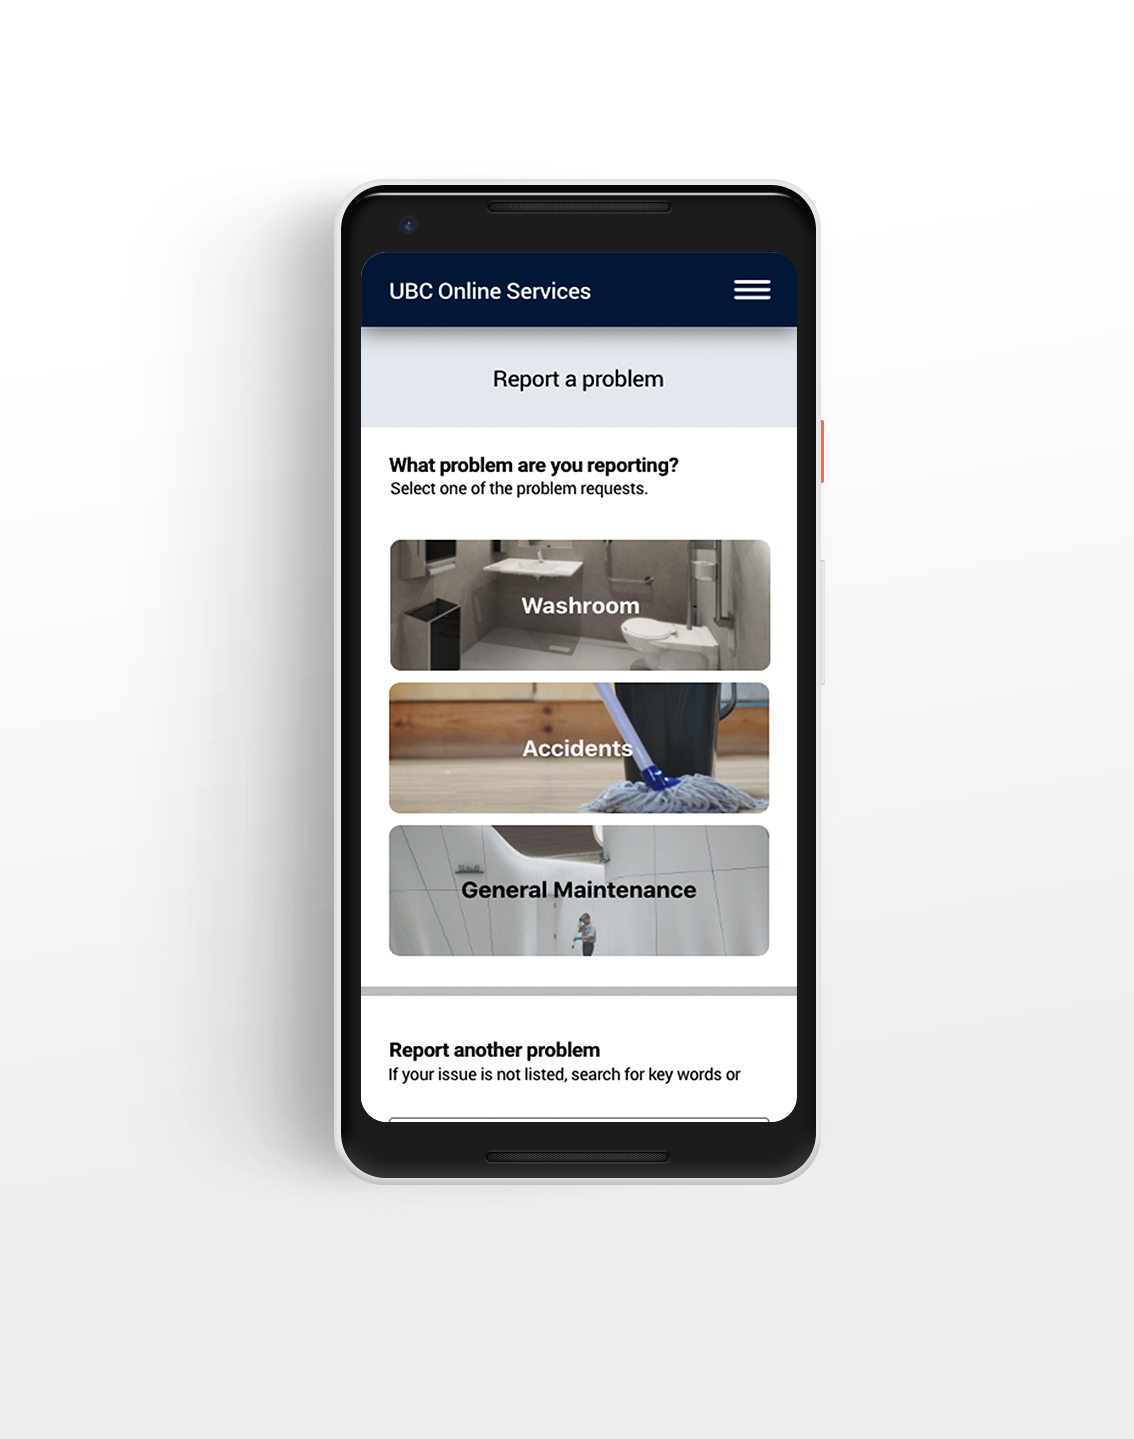 UBC Online Services
Report a problem
What problem are you reporting?
Select one of the problem requests.
Washroom
Accidents
General Maintenance
Report another problem
If your issue is not listed, search for key words or